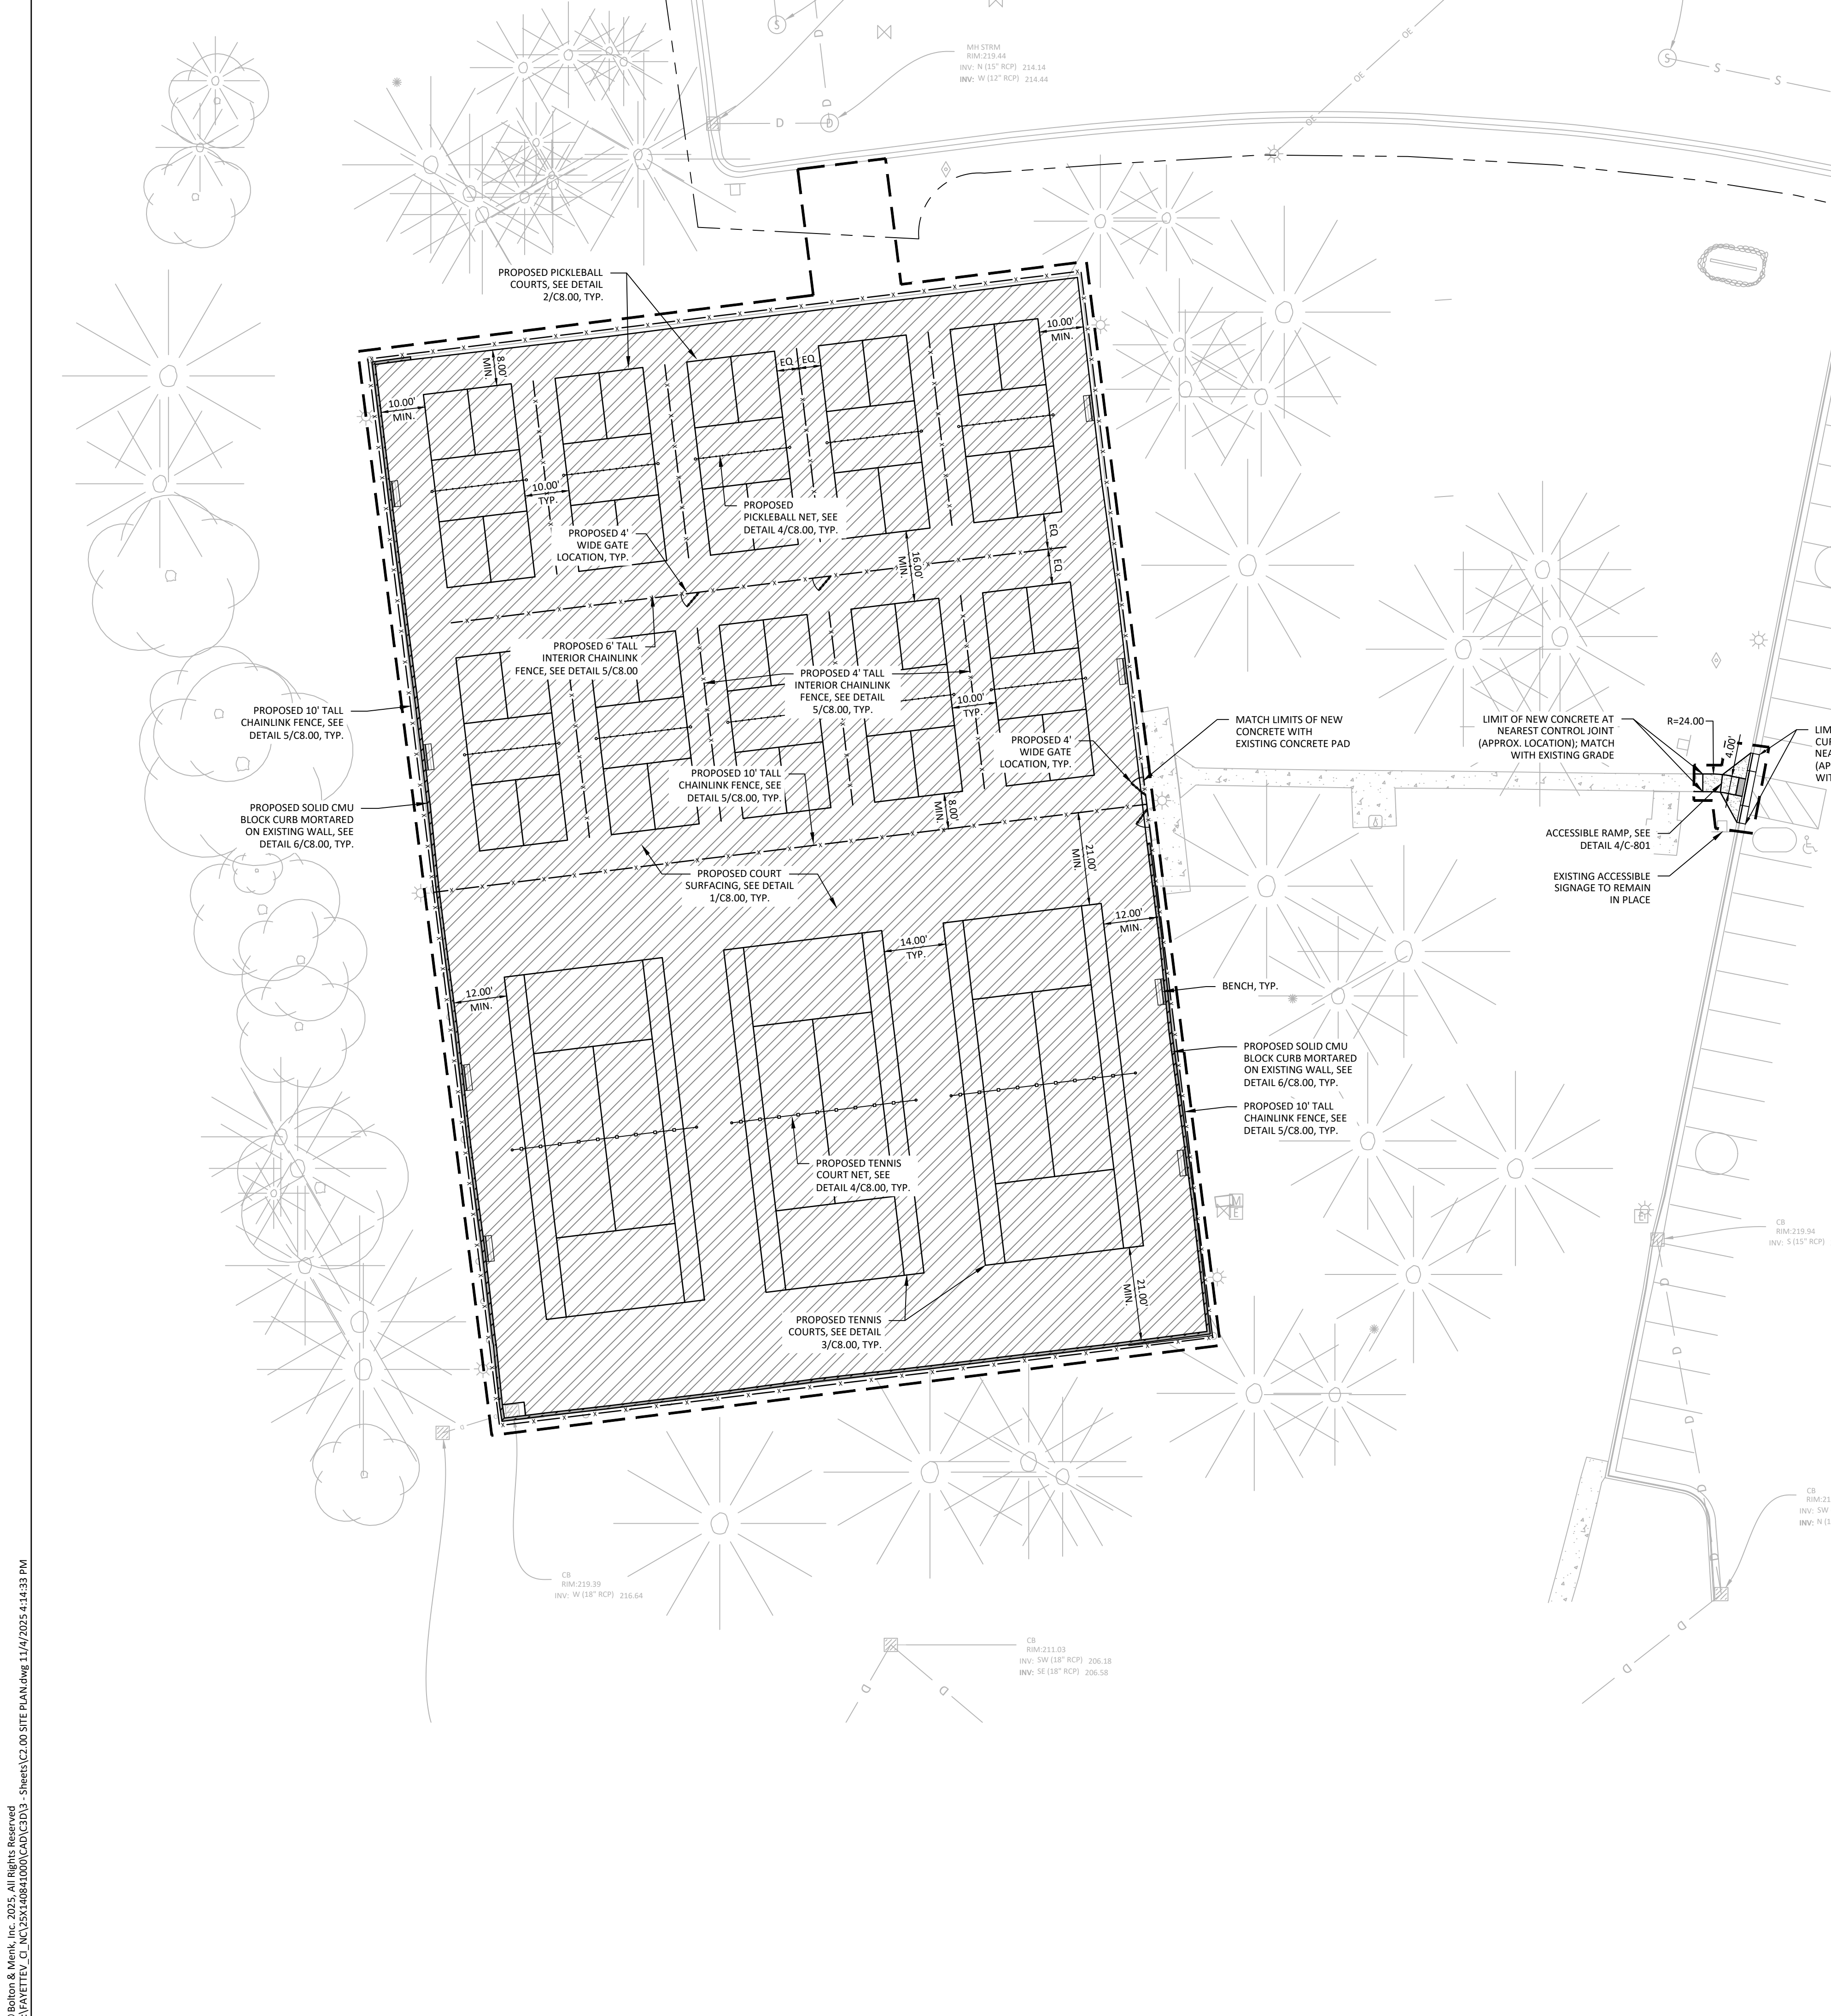 MH STRM
RIM:219.44
INV: N (15" RCP) 214.14
INV: W (12" RCP) 214.44
S
D
D
D
D
OE
OE
OE
S
S
S
PROPOSED PICKLEBALL
COURTS, SEE DETAIL
2/C8.00, TYP.
10.00'
MIN.
8.00'
MIN.
EQ
EQ
10.00'
MIN.
10.00'
TYP.
PROPOSED
PICKLEBALL NET, SEE
DETAIL 4/C8.00, TYP.
PROPOSED 4'
WIDE GATE
LOCATION, TYP.
16.00'
MIN.
EQ
EQ
PROPOSED 6' TALL
INTERIOR CHAINLINK
FENCE, SEE DETAIL 5/C8.00
PROPOSED 4' TALL
INTERIOR CHAINLINK
FENCE, SEE DETAIL
5/C8.00, TYP.
10.00'
TYP.
PROPOSED 10' TALL
CHAINLINK FENCE, SEE
DETAIL 5/C8.00, TYP.
PROPOSED 4'
WIDE GATE
LOCATION, TYP.
MATCH LIMITS OF NEW
CONCRETE WITH
EXISTING CONCRETE PAD
LIMIT OF NEW CONCRETE AT
NEAREST CONTROL JOINT
(APPROX. LOCATION); MATCH
WITH EXISTING GRADE
R=24.00
4.00'
PROPOSED 10' TALL
CHAINLINK FENCE, SEE
DETAIL 5/C8.00, TYP.
PROPOSED SOLID CMU
BLOCK CURB MORTARED
ON EXISTING WALL, SEE
DETAIL 6/C8.00, TYP.
8.00'
MIN.
21.00'
MIN.
ACCESSIBLE RAMP, SEE
DETAIL 4/C-801
EXISTING ACCESSIBLE
SIGNAGE TO REMAIN
IN PLACE
PROPOSED COURT
SURFACING, SEE DETAIL
1/C8.00, TYP.
12.00'
MIN.
14.00'
TYP.
12.00'
MIN.
BENCH, TYP.
PROPOSED SOLID CMU
BLOCK CURB MORTARED
ON EXISTING WALL, SEE
DETAIL 6/C8.00, TYP.
PROPOSED 10' TALL
CHAINLINK FENCE, SEE
DETAIL 5/C8.00, TYP.
PROPOSED TENNIS
COURT NET, SEE
DETAIL 4/C8.00, TYP.
M
E
E
CB
RIM:219.94
INV: S (15" RCP)
21.00'
MIN.
PROPOSED TENNIS
COURTS, SEE DETAIL
3/C8.00, TYP.
D
D
D
D
D
D
D
CB
INV: SW
CB
RIM:219.39
INV: W (18" RCP) 216.64
CB
RIM:211.03
INV: SW (18" RCP) 206.18
INV: SE (18" RCP) 206.58
D
D
Bolton & Menk, Inc. 2025, All Rights Reserved
:\FAYETTEV_CI_NC\25X140841000\CAD\C3D\3 - Sheets\C2.00 SITE PLAN.dwg 11/4/2025 4:14:33 PM